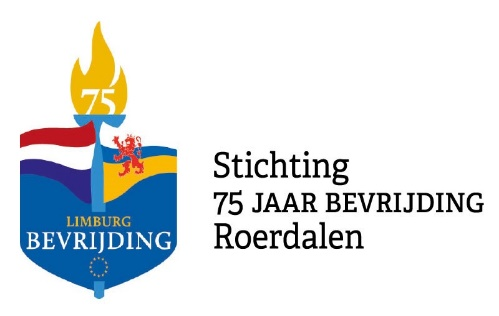 75
LIMBURG
BEVRIJDING
Stichting
75 JAAR BEVRIJDING
Roerdalen